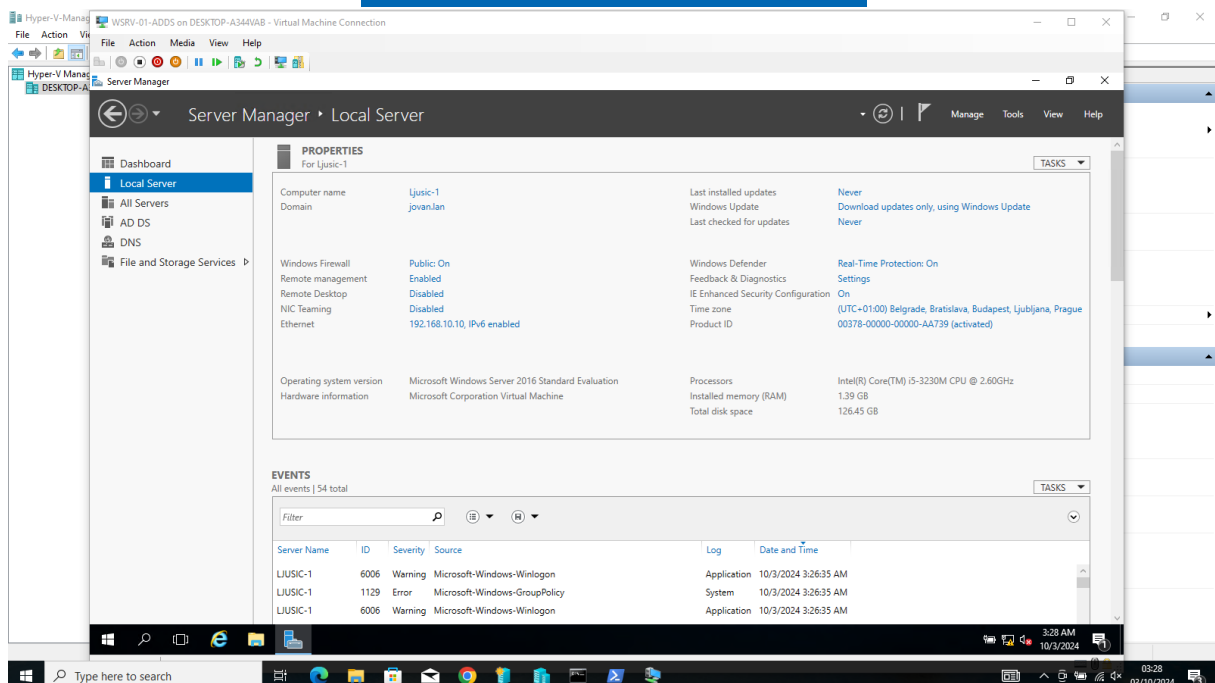 Hyper-V-Manag
WSRV-01-ADDS on DESKTOP-A344VAB - Virtual Machine Connection
File Action Vi
File Action Media View Help
Hyper-V Manag
DESKTOP-A
Server Manager
Server Manager Local Server
Manage Tools View Help
Dashboard
Local Server
All Servers
AD DS
DNS
File and Storage Services
PROPERTIES
For Ljusic-1
TASKS
Computer name Ljusic-1
Domain jovan.lan
Last installed updates Never
Windows Update Download updates only, using Windows Update
Last checked for updates Never
Windows Firewall Public: On
Remote management Enabled
Remote Desktop Disabled
NIC Teaming Disabled
Ethernet 192.168.10.10, IPv6 enabled
Windows Defender Real-Time Protection: On
Feedback & Diagnostics Settings
IE Enhanced Security Configuration On
Time zone (UTC+01:00) Belgrade, Bratislava, Budapest, Ljubljana, Prague
Product ID 00378-00000-00000-AA739 (activated)
Operating system version Microsoft Windows Server 2016 Standard Evaluation
Hardware information Microsoft Corporation Virtual Machine
Processors Intel(R) Core(TM) i5-3230M CPU @ 2.60GHz
Installed memory (RAM) 1.39 GB
Total disk space 126.45 GB
EVENTS
All events | 54 total
TASKS
Filter
Server Name ID Severity Source Log Date and Time
LJUSIC-1 6006 Warning Microsoft-Windows-Winlogon Application 10/3/2024 3:26:35 AM
LJUSIC-1 1129 Error Microsoft-Windows-GroupPolicy System 10/3/2024 3:26:35 AM
LJUSIC-1 6006 Warning Microsoft-Windows-Winlogon Application 10/3/2024 3:26:35 AM
3:28 AM
10/3/2024
1
Type here to search
03:28
03/10/2024
3